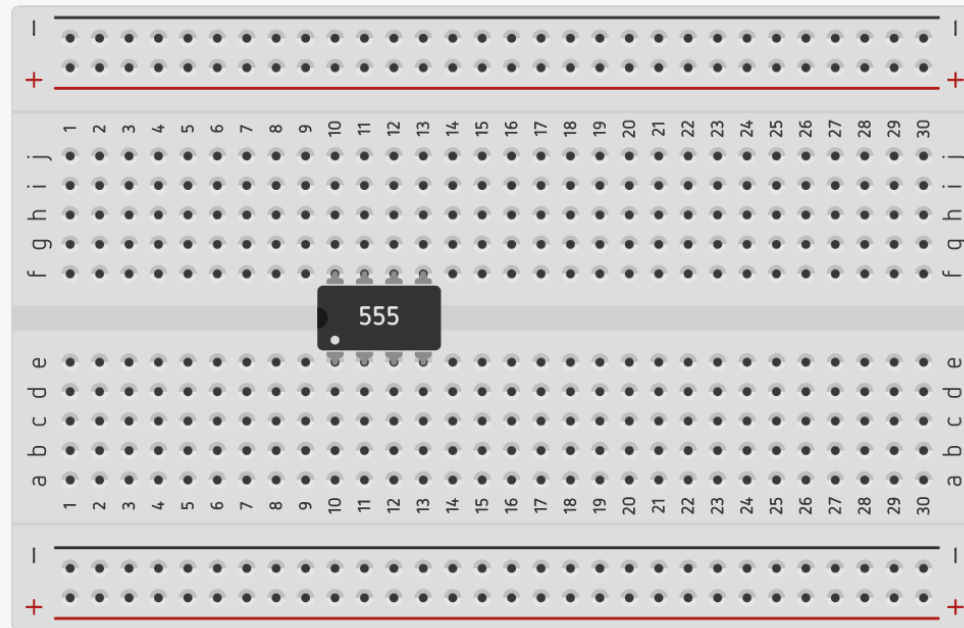 − −
+ +
1 2 3 4 5 6 7 8 9 10 11 12 13 14 15 16 17 18 19 20 21 22 23 24 25 26 27 28 29 30
j j
i i
h h
g g
f f
555
e e
d d
c c
b b
a a
1 2 3 4 5 6 7 8 9 10 11 12 13 14 15 16 17 18 19 20 21 22 23 24 25 26 27 28 29 30
− −
+ +